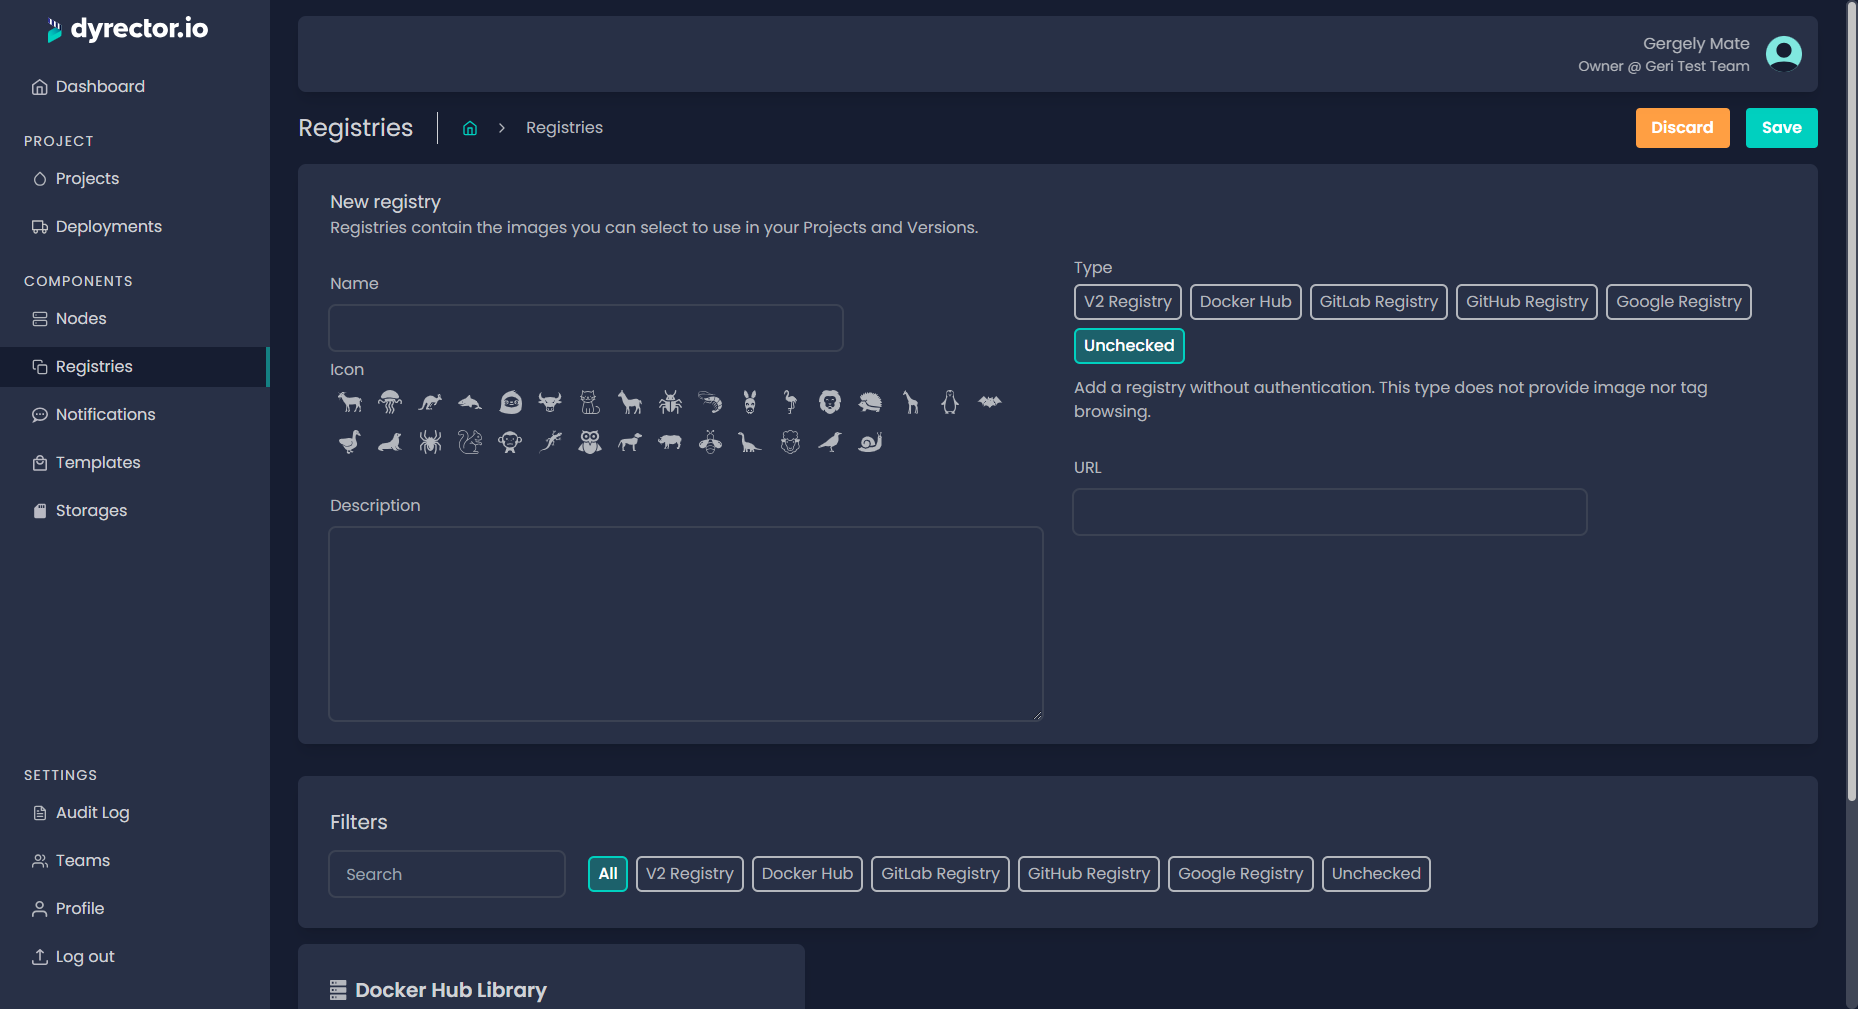 dyrector.io
Dashboard
PROJECT
Projects
Deployments
COMPONENTS
Nodes
Registries
Notifications
Templates
Storages
SETTINGS
Audit Log
Teams
Profile
Log out
Gergely Mate
Owner @ Geri Test Team
Registries
Registries
Discard
Save
New registry
Registries contain the images you can select to use in your Projects and Versions.
Name
Icon
Description
Type
V2 Registry
Docker Hub
GitLab Registry
GitHub Registry
Google Registry
Unchecked
Add a registry without authentication. This type does not provide image nor tag
browsing.
URL
Filters
Search
All
V2 Registry
Docker Hub
GitLab Registry
GitHub Registry
Google Registry
Unchecked
Docker Hub Library